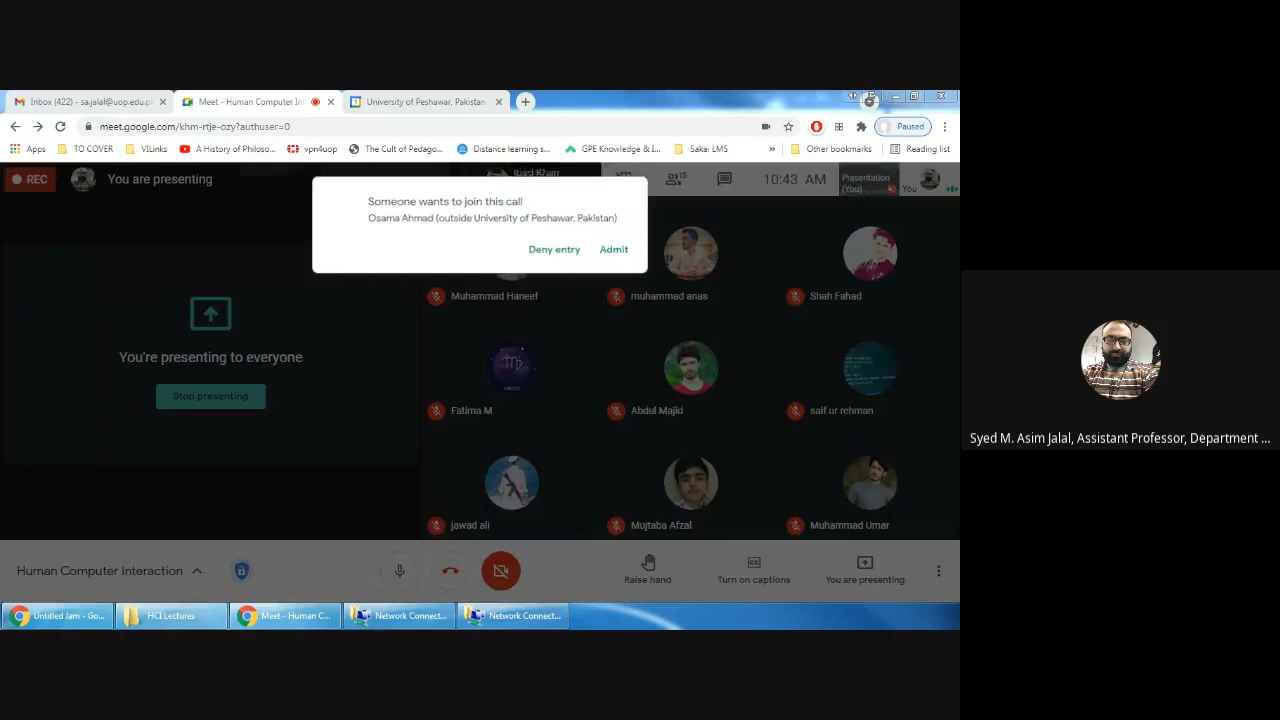 Inbox (422) - sa.jalal@uop.edu.p
Meet - Human Computer In
University of Peshawar, Pakistan
meet.google.com/khm-rtje-ozy?authuser=0
Paused
Apps
TO COVER
VILinks
A History of Philoso...
vpn4uop
The Cult of Pedago...
Distance learning s...
GPE Knowledge & I...
Sakai LMS
»
Other bookmarks
Reading list
REC
You are presenting
15
10:43 AM
Presentation
(You)
You
Someone wants to join this call
Osama Ahmad (outside University of Peshawar, Pakistan)
Deny entry
Admit
Muhammad Haneef
muhammad anas
Shah Fahad
You're presenting to everyone
Stop presenting
VIRGO
Fatima M
Abdul Majid
saif ur rehman
jawad ali
Mujtaba Afzal
Muhammad Umar
Syed M. Asim Jalal, Assistant Professor, Department ...
Human Computer Interaction
Raise hand
Turn on captions
You are presenting
Untitled Jam - Go...
HCI Lectures
Meet - Human C...
Network Connect...
Network Connect...